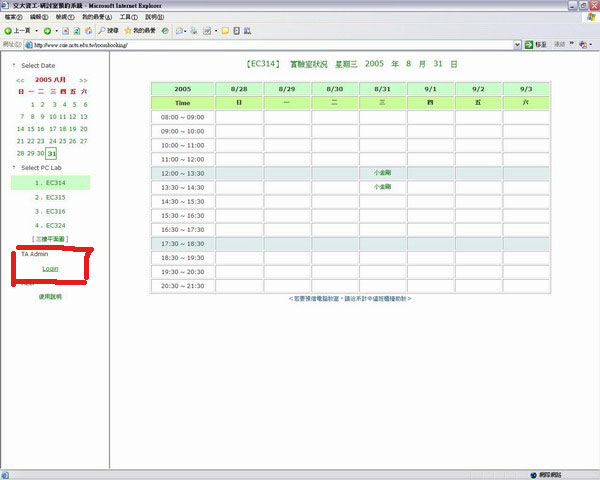 交大資工-研討室預約系統 - Microsoft Internet Explorer
檔案(F) 編輯(E) 檢視(V) 我的最愛(A) 工具(T) 說明(H)
上一頁 搜尋 我的最愛
網址(D) http://www.csie.nctu.edu.tw/roombooking/ 移至 連結
Select Date
<< 2005 八月 >>
日 一 二 三 四 五 六
1 2 3 4 5 6
7 8 9 10 11 12 13
14 15 16 17 18 19 20
21 22 23 24 25 26 27
28 29 30 31
Select PC Lab
1 . EC314
2 . EC315
3 . EC316
4 . EC324
[ 三樓平面圖 ]
TA Admin
Login
使用說明
【EC314】 實驗室狀況 星期三 2005 年 8 月 31 日
2005 8/28 8/29 8/30 8/31 9/1 9/2 9/3
Time 日 一 二 三 四 五 六
08:00 ~ 09:00
09:00 ~ 10:00
10:00 ~ 11:00
11:00 ~ 12:00
12:00 ~ 13:30 小金剛
13:30 ~ 14:30 小金剛
14:30 ~ 15:30
15:30 ~ 16:30
16:30 ~ 17:30
17:30 ~ 18:30
18:30 ~ 19:30
19:30 ~ 20:30
20:30 ~ 21:30
<若要預借電腦教室，請洽系計中值班櫃檯助教>
網際網路